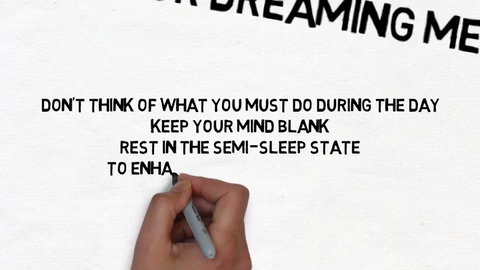 DREAMING
DON'T THINK OF WHAT YOU MUST DO DURING THE DAY
KEEP YOUR MIND BLANK
REST IN THE SEMI-SLEEP STATE
TO ENHA